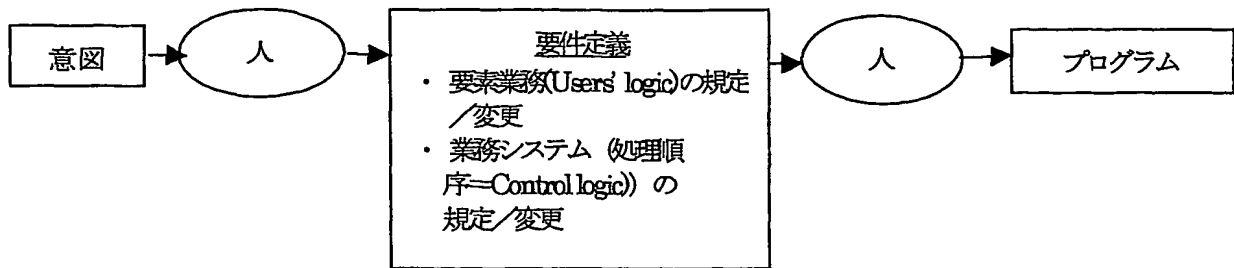 意図
人
要件定義
・ 要素業務(Users' logic)の規定
／変更
・ 業務システム (処理順
序＝Control logic)) の
規定／変更
人
プログラム